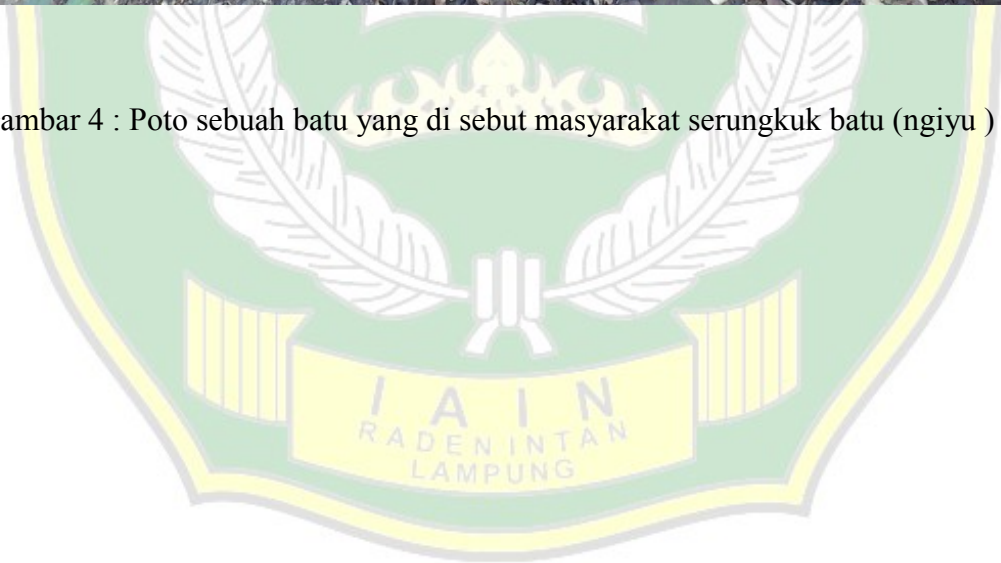 ambar 4 : Poto sebuah batu yang di sebut masyarakat serungkuk batu (ngiyu )
I A I N
RADEN INTAN
LAMPUNG